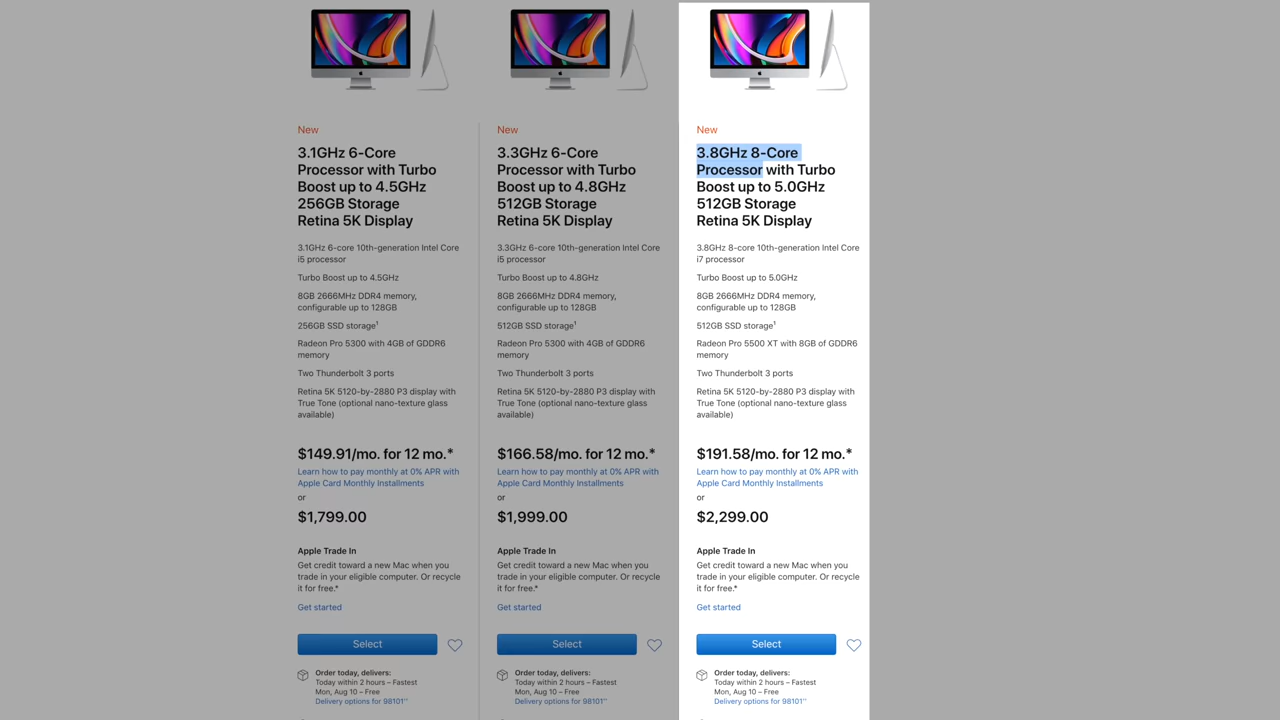 New
3.1GHz 6-Core
Processor with Turbo
Boost up to 4.5GHz
256GB Storage
Retina 5K Display
3.1GHz 6-core 10th-generation Intel Core
i5 processor
Turbo Boost up to 4.5GHz
8GB 2666MHz DDR4 memory,
configurable up to 128GB
256GB SSD storage¹
Radeon Pro 5300 with 4GB of GDDR6
memory
Two Thunderbolt 3 ports
Retina 5K 5120-by-2880 P3 display with
True Tone (optional nano-texture glass
available)
$149.91/mo. for 12 mo.*
Learn how to pay monthly at 0% APR with
Apple Card Monthly Installments
or
$1,799.00
Apple Trade In
Get credit toward a new Mac when you
trade in your eligible computer. Or recycle
it for free.*
Get started
Select
Order today, delivers:
Today within 2 hours – Fastest
Mon, Aug 10 – Free
Delivery options for 98101**
New
3.3GHz 6-Core
Processor with Turbo
Boost up to 4.8GHz
512GB Storage
Retina 5K Display
3.3GHz 6-core 10th-generation Intel Core
i5 processor
Turbo Boost up to 4.8GHz
8GB 2666MHz DDR4 memory,
configurable up to 128GB
512GB SSD storage¹
Radeon Pro 5300 with 4GB of GDDR6
memory
Two Thunderbolt 3 ports
Retina 5K 5120-by-2880 P3 display with
True Tone (optional nano-texture glass
available)
$166.58/mo. for 12 mo.*
Learn how to pay monthly at 0% APR with
Apple Card Monthly Installments
or
$1,999.00
Apple Trade In
Get credit toward a new Mac when you
trade in your eligible computer. Or recycle
it for free.*
Get started
Select
Order today, delivers:
Today within 2 hours – Fastest
Mon, Aug 10 – Free
Delivery options for 98101**
New
3.8GHz 8-Core
Processor with Turbo
Boost up to 5.0GHz
512GB Storage
Retina 5K Display
3.8GHz 8-core 10th-generation Intel Core
i7 processor
Turbo Boost up to 5.0GHz
8GB 2666MHz DDR4 memory,
configurable up to 128GB
512GB SSD storage¹
Radeon Pro 5500 XT with 8GB of GDDR6
memory
Two Thunderbolt 3 ports
Retina 5K 5120-by-2880 P3 display with
True Tone (optional nano-texture glass
available)
$191.58/mo. for 12 mo.*
Learn how to pay monthly at 0% APR with
Apple Card Monthly Installments
or
$2,299.00
Apple Trade In
Get credit toward a new Mac when you
trade in your eligible computer. Or recycle
it for free.*
Get started
Select
Order today, delivers:
Today within 2 hours – Fastest
Mon, Aug 10 – Free
Delivery options for 98101**